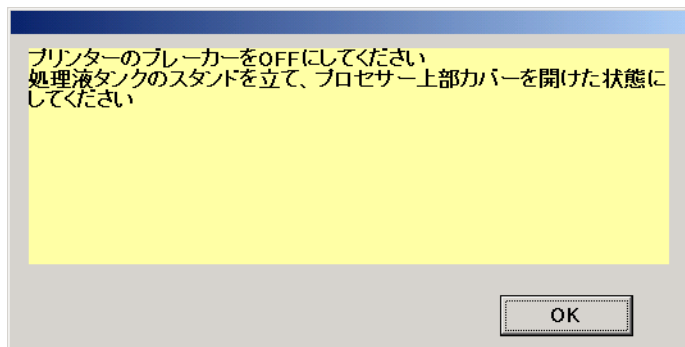 プリンターのブレーカーをOFFにしてください
処理液タンクのスタンドを立て、プロセサー上部カバーを開けた状態に
してください
OK